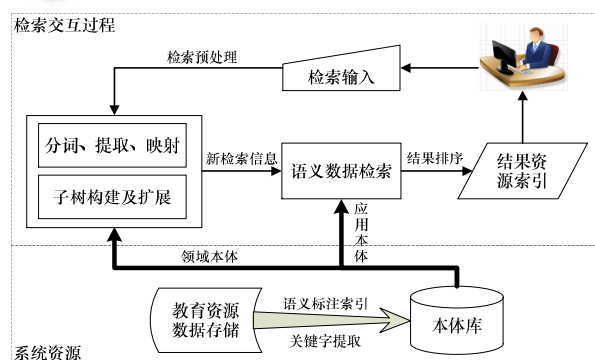 检索交互过程
检索预处理
检索输入
分词、提取、映射
子树构建及扩展
新检索信息
语义数据检索
结果排序
结果资
源索引
应
用
本
体
领域本体
教育资源
数据存储
语义标注索引
关键字提取
本体库
系统资源